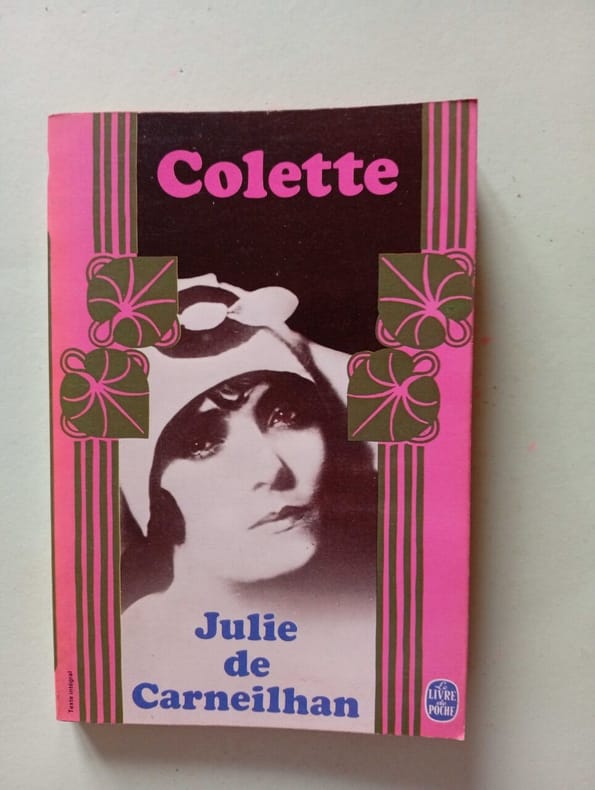 Colette
Julie
de
Carneilhan
Texte intégral
Le
LIVRE
de
POCHE